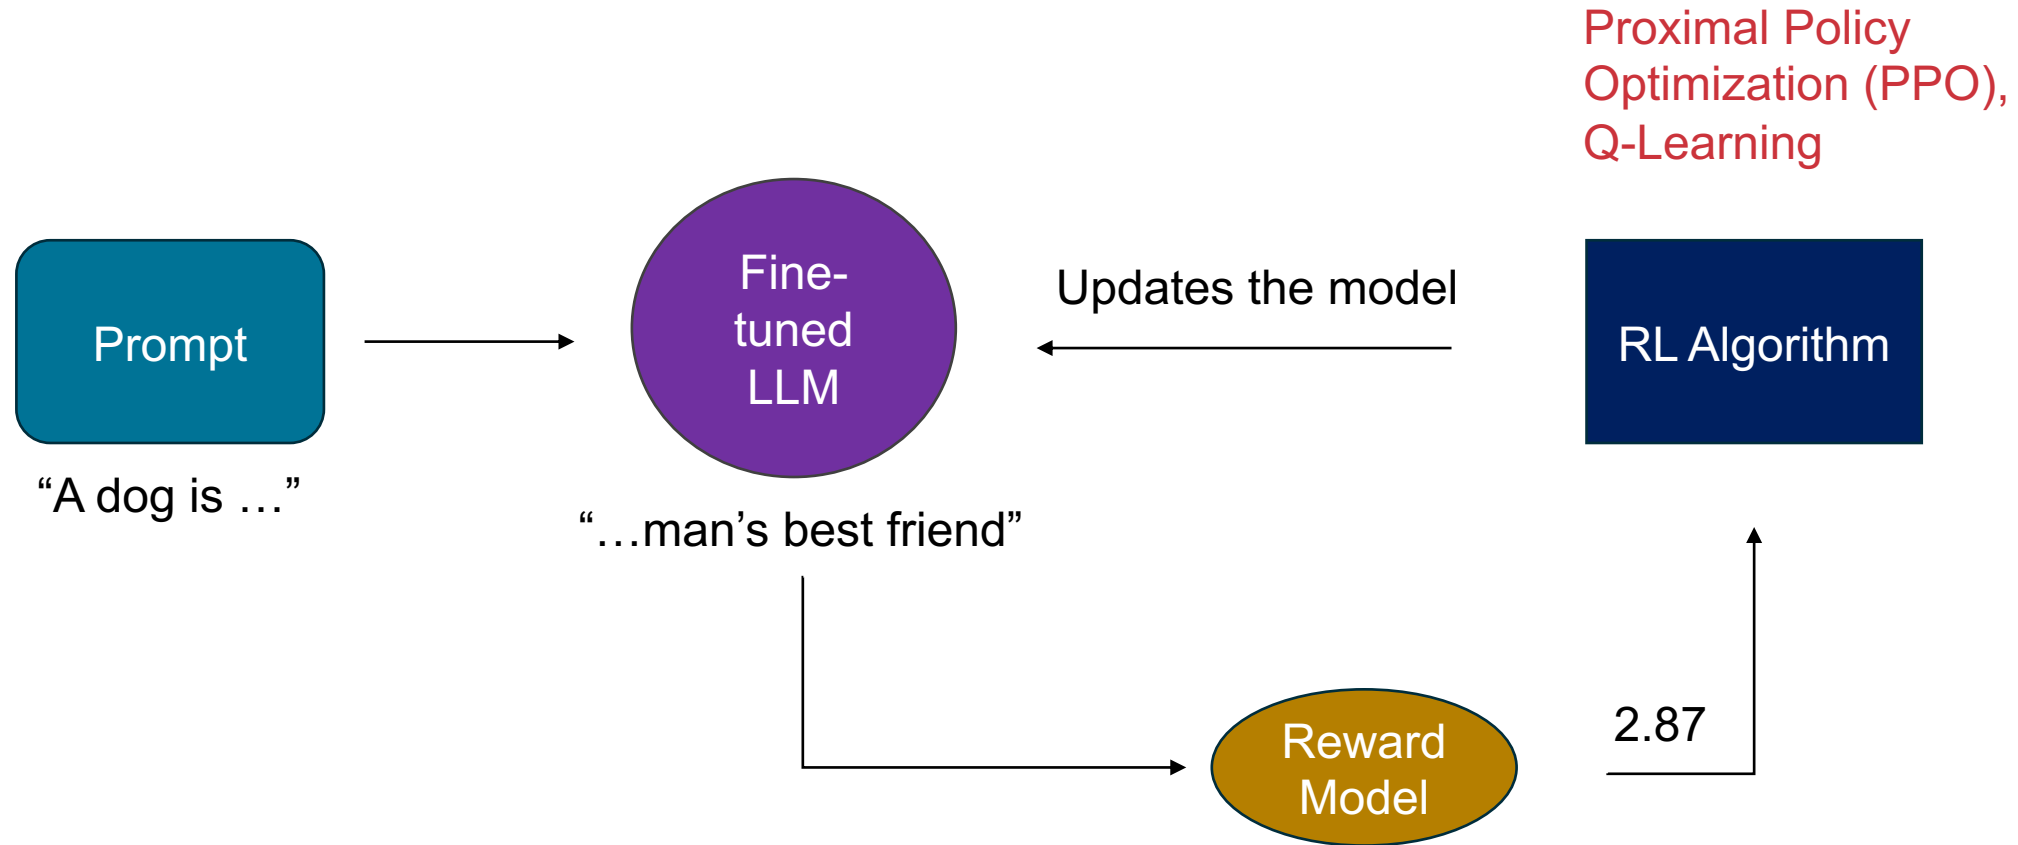 Proximal Policy
Optimization (PPO),
Q-Learning
Prompt
“A dog is …”
Fine-
tuned
LLM
“…man’s best friend”
Updates the model
RL Algorithm
Reward
Model
2.87